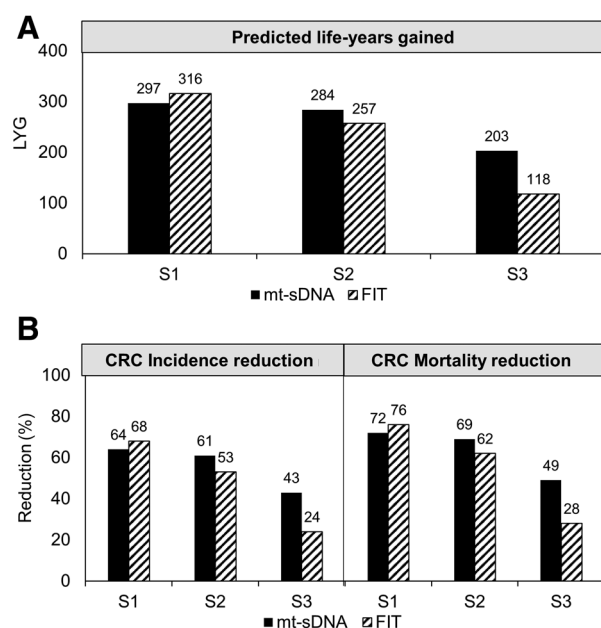 A
Predicted life-years gained
400
300
200
100
0
LYG
297
316
284
257
203
118
S1
S2
S3
mt-sDNA
FIT
B
CRC Incidence reduction
CRC Mortality reduction
100
80
60
40
20
0
Reduction (%)
64
68
61
53
43
24
72
76
69
62
49
28
S1
S2
S3
S1
S2
S3
mt-sDNA
FIT